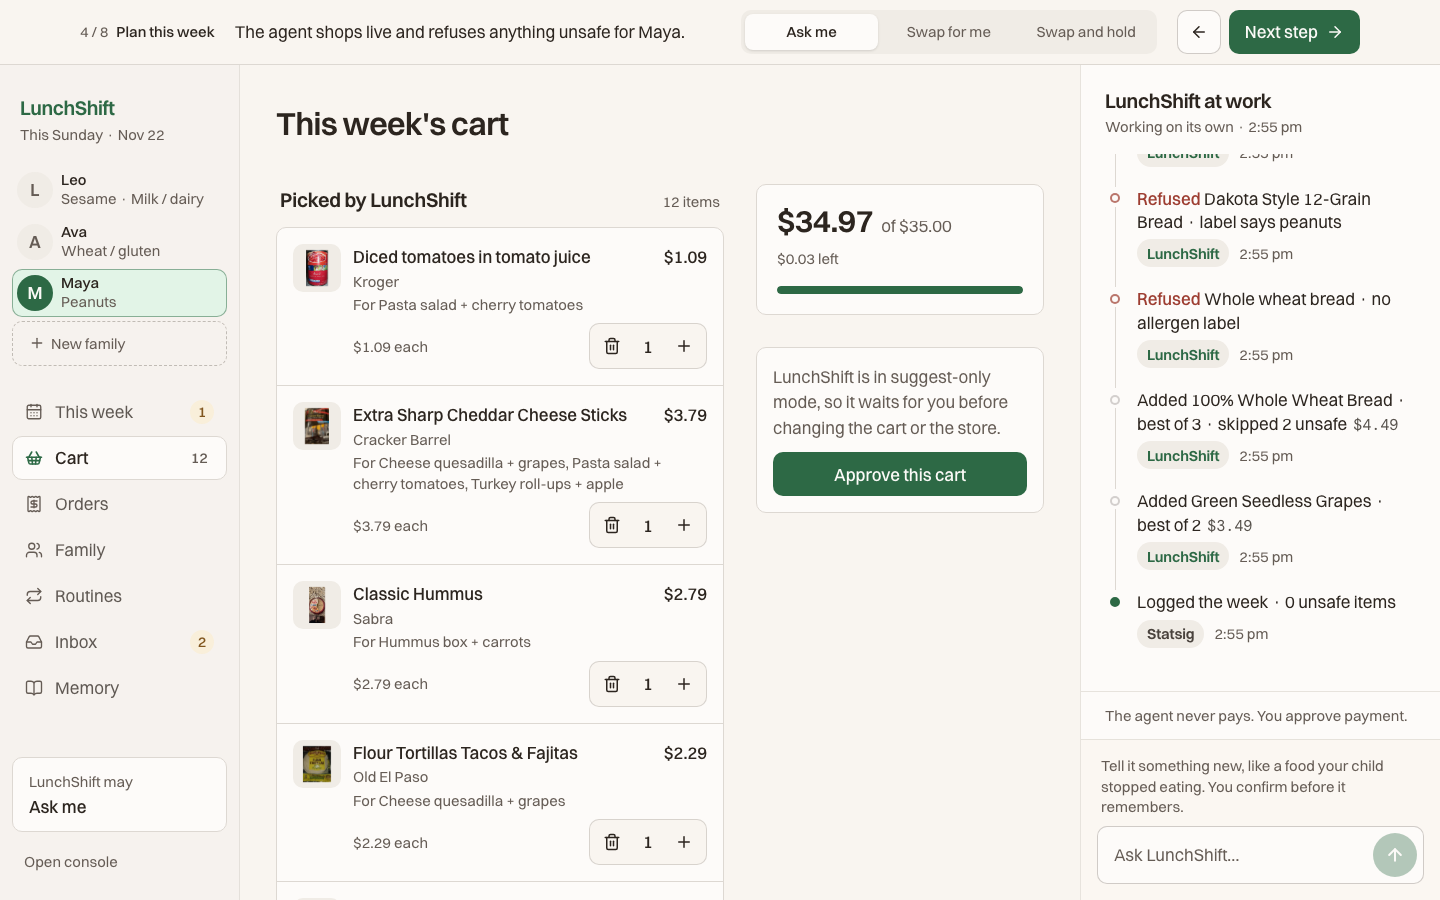 4 / 8 Plan this week The agent shops live and refuses anything unsafe for Maya.
Ask me Swap for me Swap and hold
Next step
LunchShift
This Sunday · Nov 22
L
Leo
Sesame · Milk / dairy
A
Ava
Wheat / gluten
M
Maya
Peanuts
+ New family
This week 1
Cart 12
Orders
Family
Routines
Inbox 2
Memory
LunchShift may
Ask me
Open console
This week's cart
Picked by LunchShift 12 items
Diced tomatoes in tomato juice $1.09
Kroger
For Pasta salad + cherry tomatoes
$1.09 each 1 +
Extra Sharp Cheddar Cheese Sticks $3.79
Cracker Barrel
For Cheese quesadilla + grapes, Pasta salad +
cherry tomatoes, Turkey roll-ups + apple
$3.79 each 1 +
Classic Hummus $2.79
Sabra
For Hummus box + carrots
$2.79 each 1 +
Flour Tortillas Tacos & Fajitas $2.29
Old El Paso
For Cheese quesadilla + grapes
$2.29 each 1 +
$34.97 of $35.00
$0.03 left
LunchShift is in suggest-only
mode, so it waits for you before
changing the cart or the store.
Approve this cart
LunchShift at work
Working on its own · 2:55 pm
LunchShift 2:55 pm
Refused Dakota Style 12-Grain
Bread · label says peanuts
LunchShift 2:55 pm
Refused Whole wheat bread · no
allergen label
LunchShift 2:55 pm
Added 100% Whole Wheat Bread ·
best of 3 · skipped 2 unsafe $4.49
LunchShift 2:55 pm
Added Green Seedless Grapes ·
best of 2 $3.49
LunchShift 2:55 pm
Logged the week · 0 unsafe items
Statsig 2:55 pm
The agent never pays. You approve payment.
Tell it something new, like a food your child
stopped eating. You confirm before it
remembers.
Ask LunchShift...